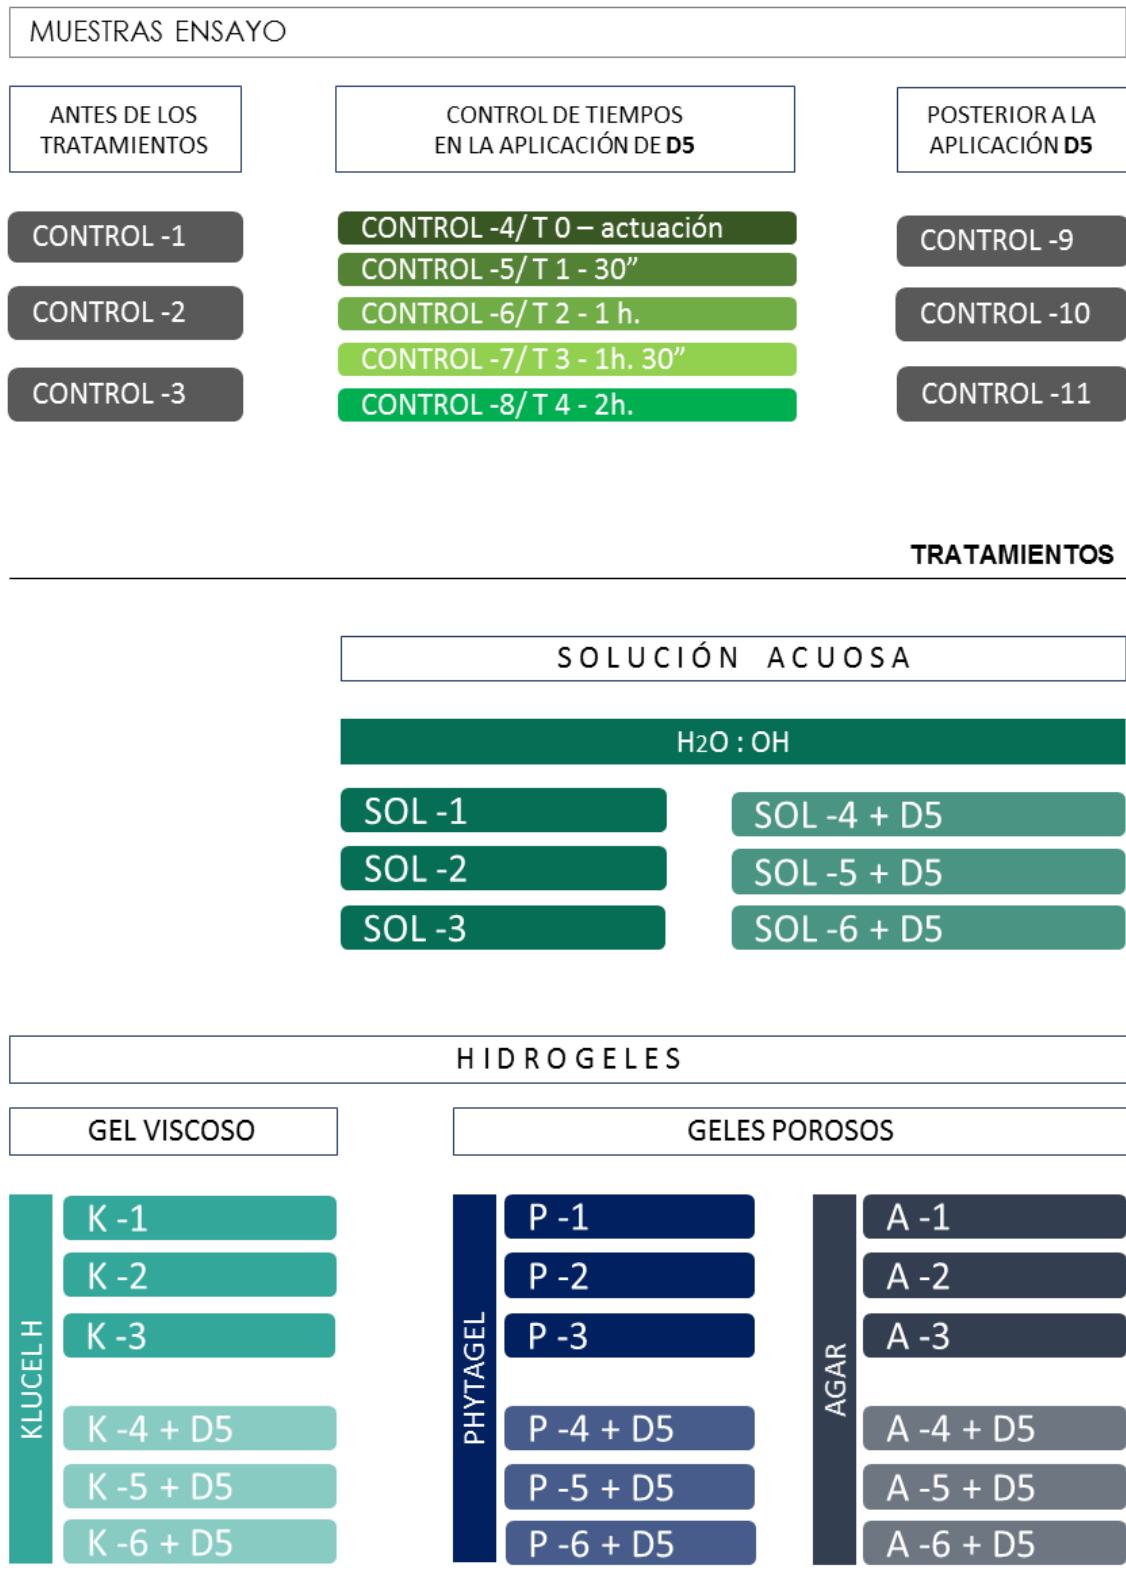 MUESTRAS ENSAYO
ANTES DE LOS
TRATAMIENTOS
CONTROL -1
CONTROL -2
CONTROL -3
CONTROL DE TIEMPOS
EN LA APLICACIÓN DE D5
CONTROL -4/ T 0 – actuación
CONTROL -5/ T 1 - 30”
CONTROL -6/ T 2 - 1 h.
CONTROL -7/ T 3 - 1h. 30”
CONTROL -8/ T 4 - 2h.
POSTERIOR A LA
APLICACIÓN D5
CONTROL -9
CONTROL -10
CONTROL -11
TRATAMIENTOS
SOLUCIÓN ACUOSA
H2O : OH
SOL -1
SOL -2
SOL -3
SOL -4 + D5
SOL -5 + D5
SOL -6 + D5
HIDROGELES
GEL VISCOSO
KLUCEL H
K -1
K -2
K -3
K -4 + D5
K -5 + D5
K -6 + D5
GELES POROSOS
PHYTAGEL
P -1
P -2
P -3
P -4 + D5
P -5 + D5
P -6 + D5
AGAR
A -1
A -2
A -3
A -4 + D5
A -5 + D5
A -6 + D5